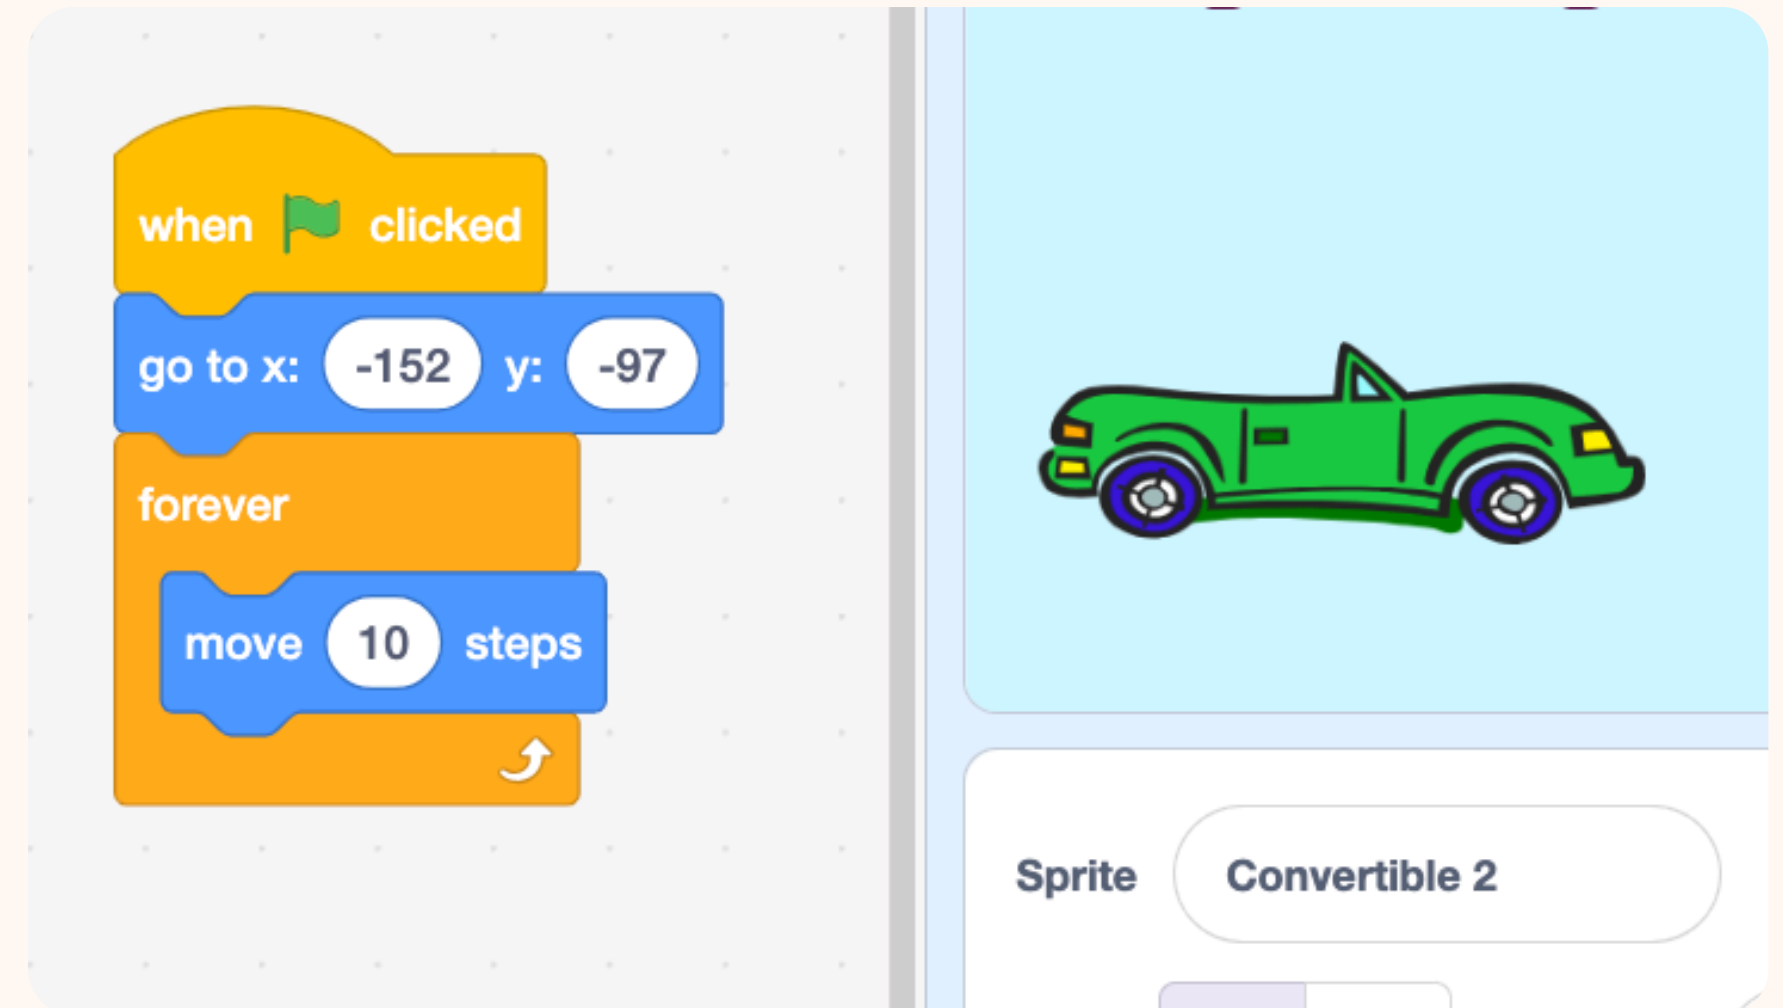 when clicked
go to x: -152 y: -97
forever
move 10 steps
Sprite Convertible 2